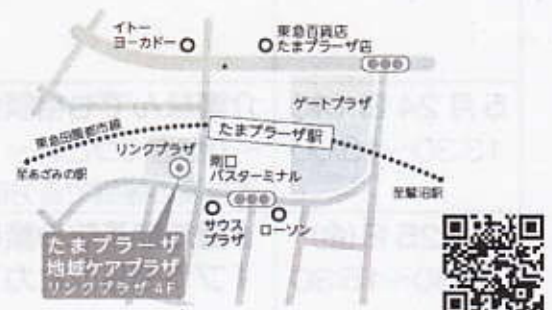 イトー
ヨーカドー
東急百貨店
たまプラーザ店
ゲートプラザ
東急田園都市線
たまプラーザ駅
リンクプラザ
至あざみの駅
南口
バスターミナル
至鷺沼駅
サウス
プラザ
ローソン
たまプラーザ
地域ケアプラザ
リンクプラザ 4F